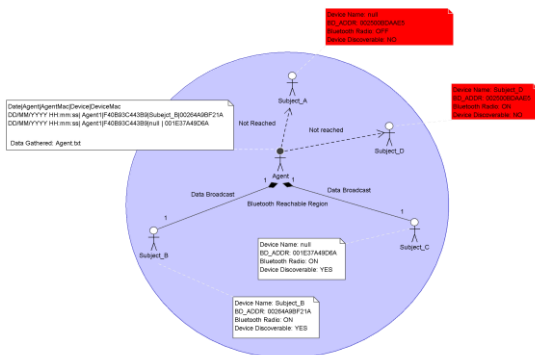 Device Name: null
BD_ADDR: 0025006DAAE5
Bluetooth Radio: OFF
Device Discoverable: NO
Subject_A
Device Name: Subject_D
Bluetooth Radio: ON
Device Discoverable: NO
Date|Agent|AgentMac|Device|DeviceMac
DD/MM/YYYY HH:mm:ss| Agent1|F40B93C443B9|Subejct_B|00264A9BF21A
DD/MM/YYYY HH:mm:ss| Agent1|F40B93C443B9|null | 001E37A48D6A
Data Gathered: Agent.txt
Not Reached
Not reached
Subject_D
Agent
1
1
Data Broadcast
Data Broadcast
Bluetooth Reachable Region
1
1
Subject_B
Subject_C
Device Name: null
BD_ADDR: 001E37A48D6A
Bluetooth Radio: ON
Device Discoverable: YES
Device Name: Subject_B
BD_ADDR: 00264A9BF21A
Bluetooth Radio: ON
Device Discoverable: YES